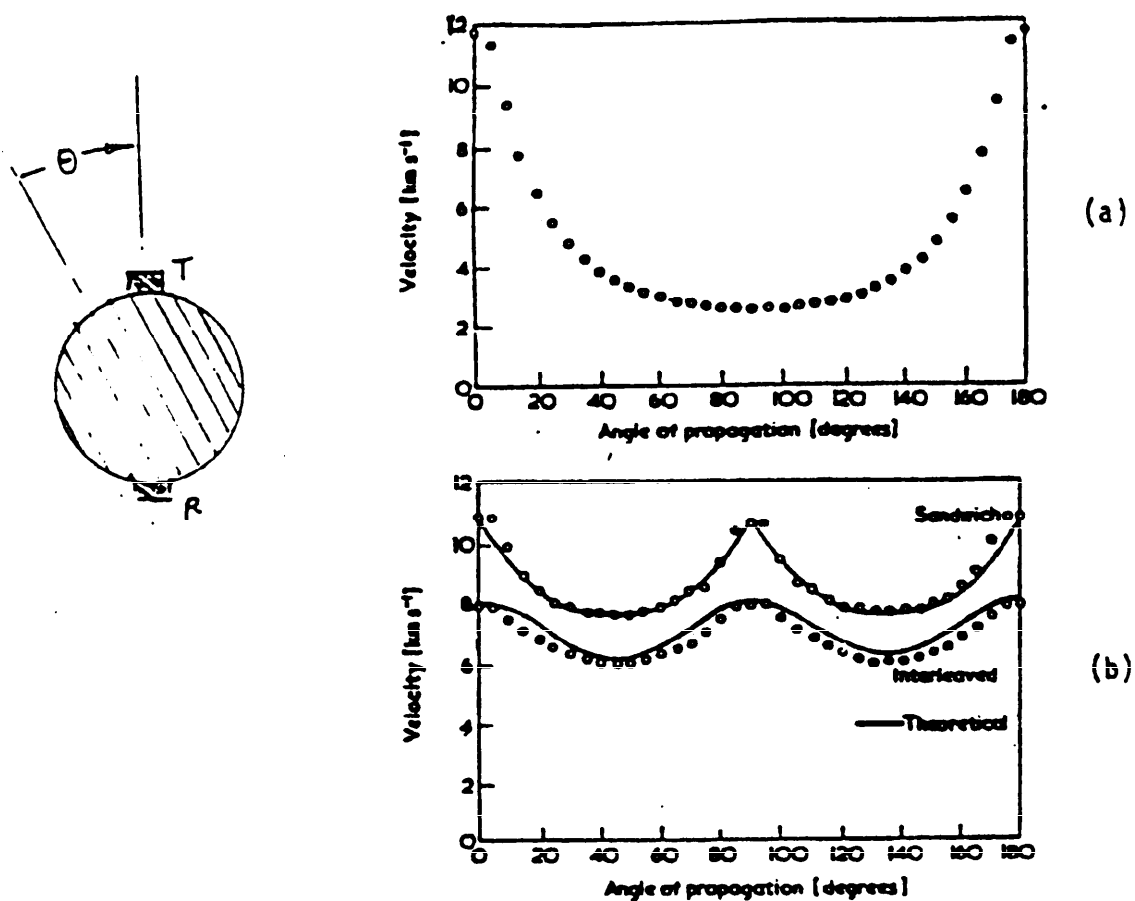 θ
T
R
12
10
8
6
4
2
0
Velocity [km s⁻¹]
0 20 40 60 80 100 120 140 160 180
Angle of propagation [degrees]
(a)
12
10
8
6
4
2
0
Velocity [km s⁻¹]
Sandwich
Interleaved
Theoretical
0 20 40 60 80 100 120 140 160 180
Angle of propagation [degrees]
(b)